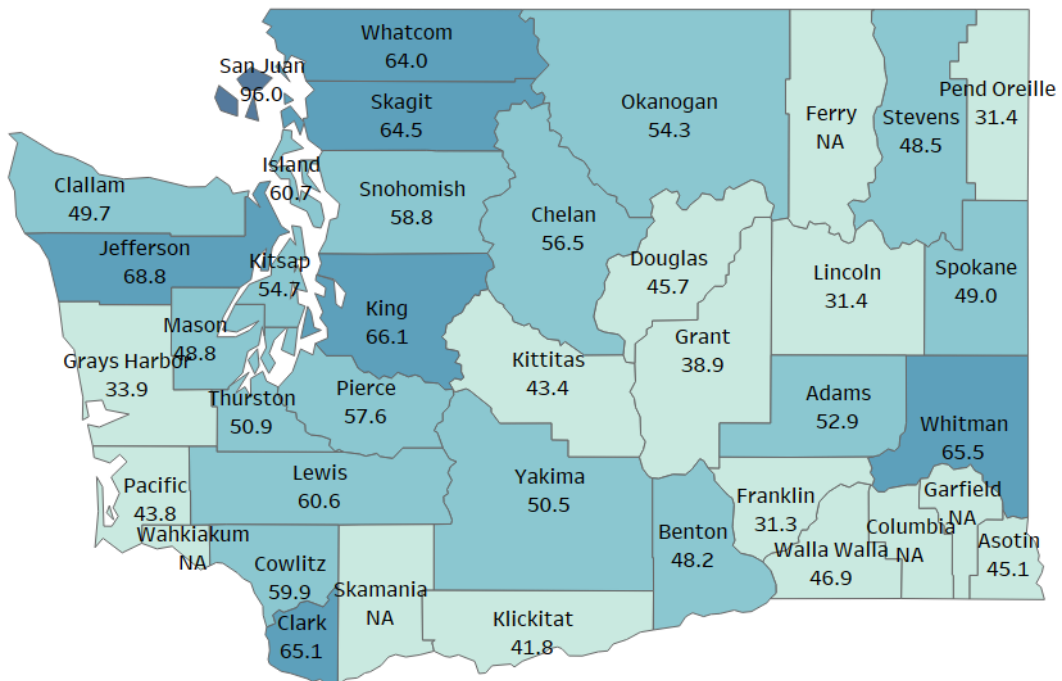 Whatcom
64.0
San Juan
96.0
Skagit
64.5
Okanogan
54.3
Ferry
NA
Stevens
48.5
Pend Oreille
31.4
Clallam
49.7
Island
60.7
Snohomish
58.8
Chelan
56.5
Jefferson
68.8
Kitsap
54.7
Douglas
45.7
Lincoln
31.4
Spokane
49.0
King
66.1
Mason
48.8
Grays Harbor
33.9
Kittitas
43.4
Grant
38.9
Thurston
50.9
Pierce
57.6
Adams
52.9
Whitman
65.5
Pacific
43.8
Lewis
60.6
Yakima
50.5
Franklin
31.3
Garfield
NA
Wahkiakum
NA
Benton
48.2
Columbia
NA
Walla Walla
46.9
Asotin
45.1
Cowlitz
59.9
Skamania
NA
Clark
65.1
Klickitat
41.8